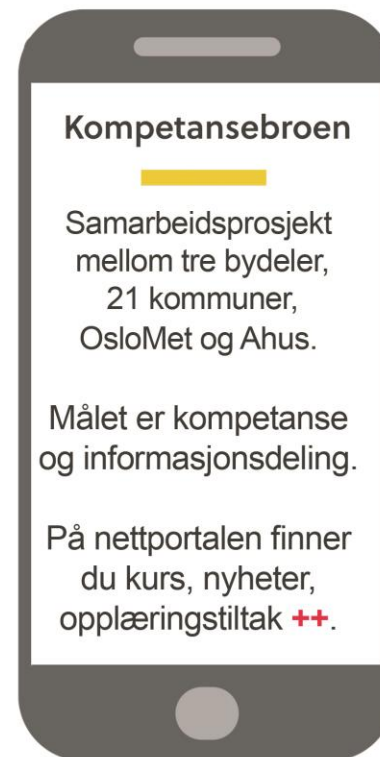 Kompetansebroen
Samarbeidsprosjekt
mellom tre bydeler,
21 kommuner,
OsloMet og Ahus.
Målet er kompetanse
og informasjonsdeling.
På nettportalen finner
du kurs, nyheter,
opplæringstiltak ++.